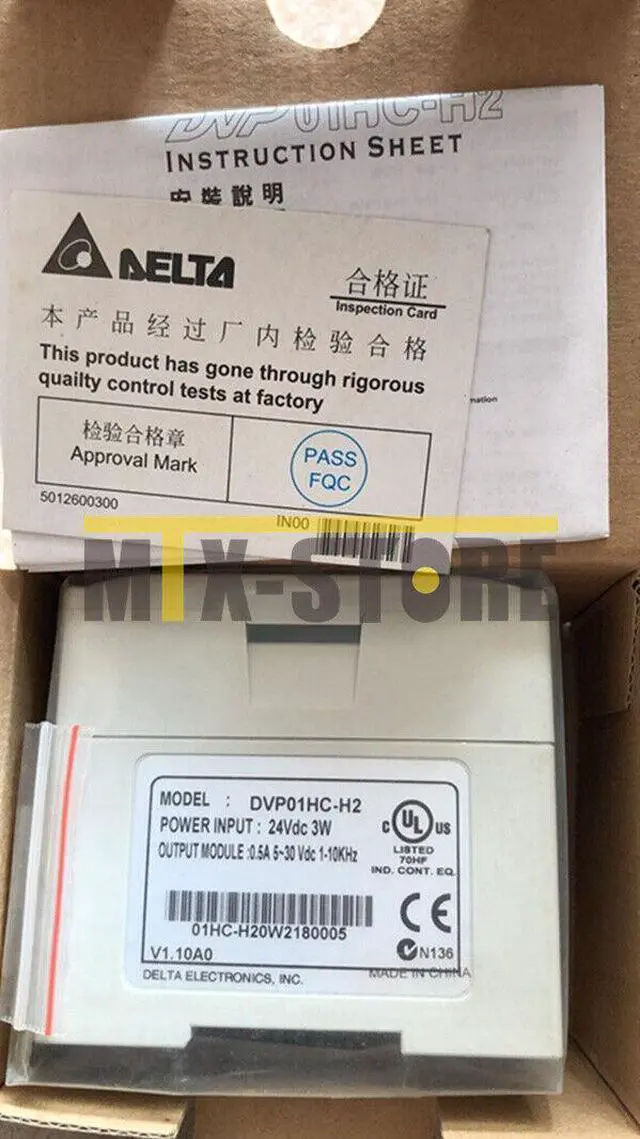 DVP01HC-H2
INSTRUCTION SHEET
安裝說明
DELTA
合格证
Inspection Card
本产品经过厂内检验合格
This product has gone through rigorous
quailty control tests at factory
mation
检验合格章
Approval Mark
PASS
FQC
5012600300
IN00
MTX-STORE
MODEL : DVP01HC-H2
POWER INPUT : 24Vdc 3W
OUTPUT MODULE :0.5A 5~30 Vdc 1-10KHz
C UL US
LISTED
70HF
IND. CONT. EQ.
01HC-H20W2180005
CE
V1.10A0
N136
DELTA ELECTRONICS, INC.
MADE IN CHINA